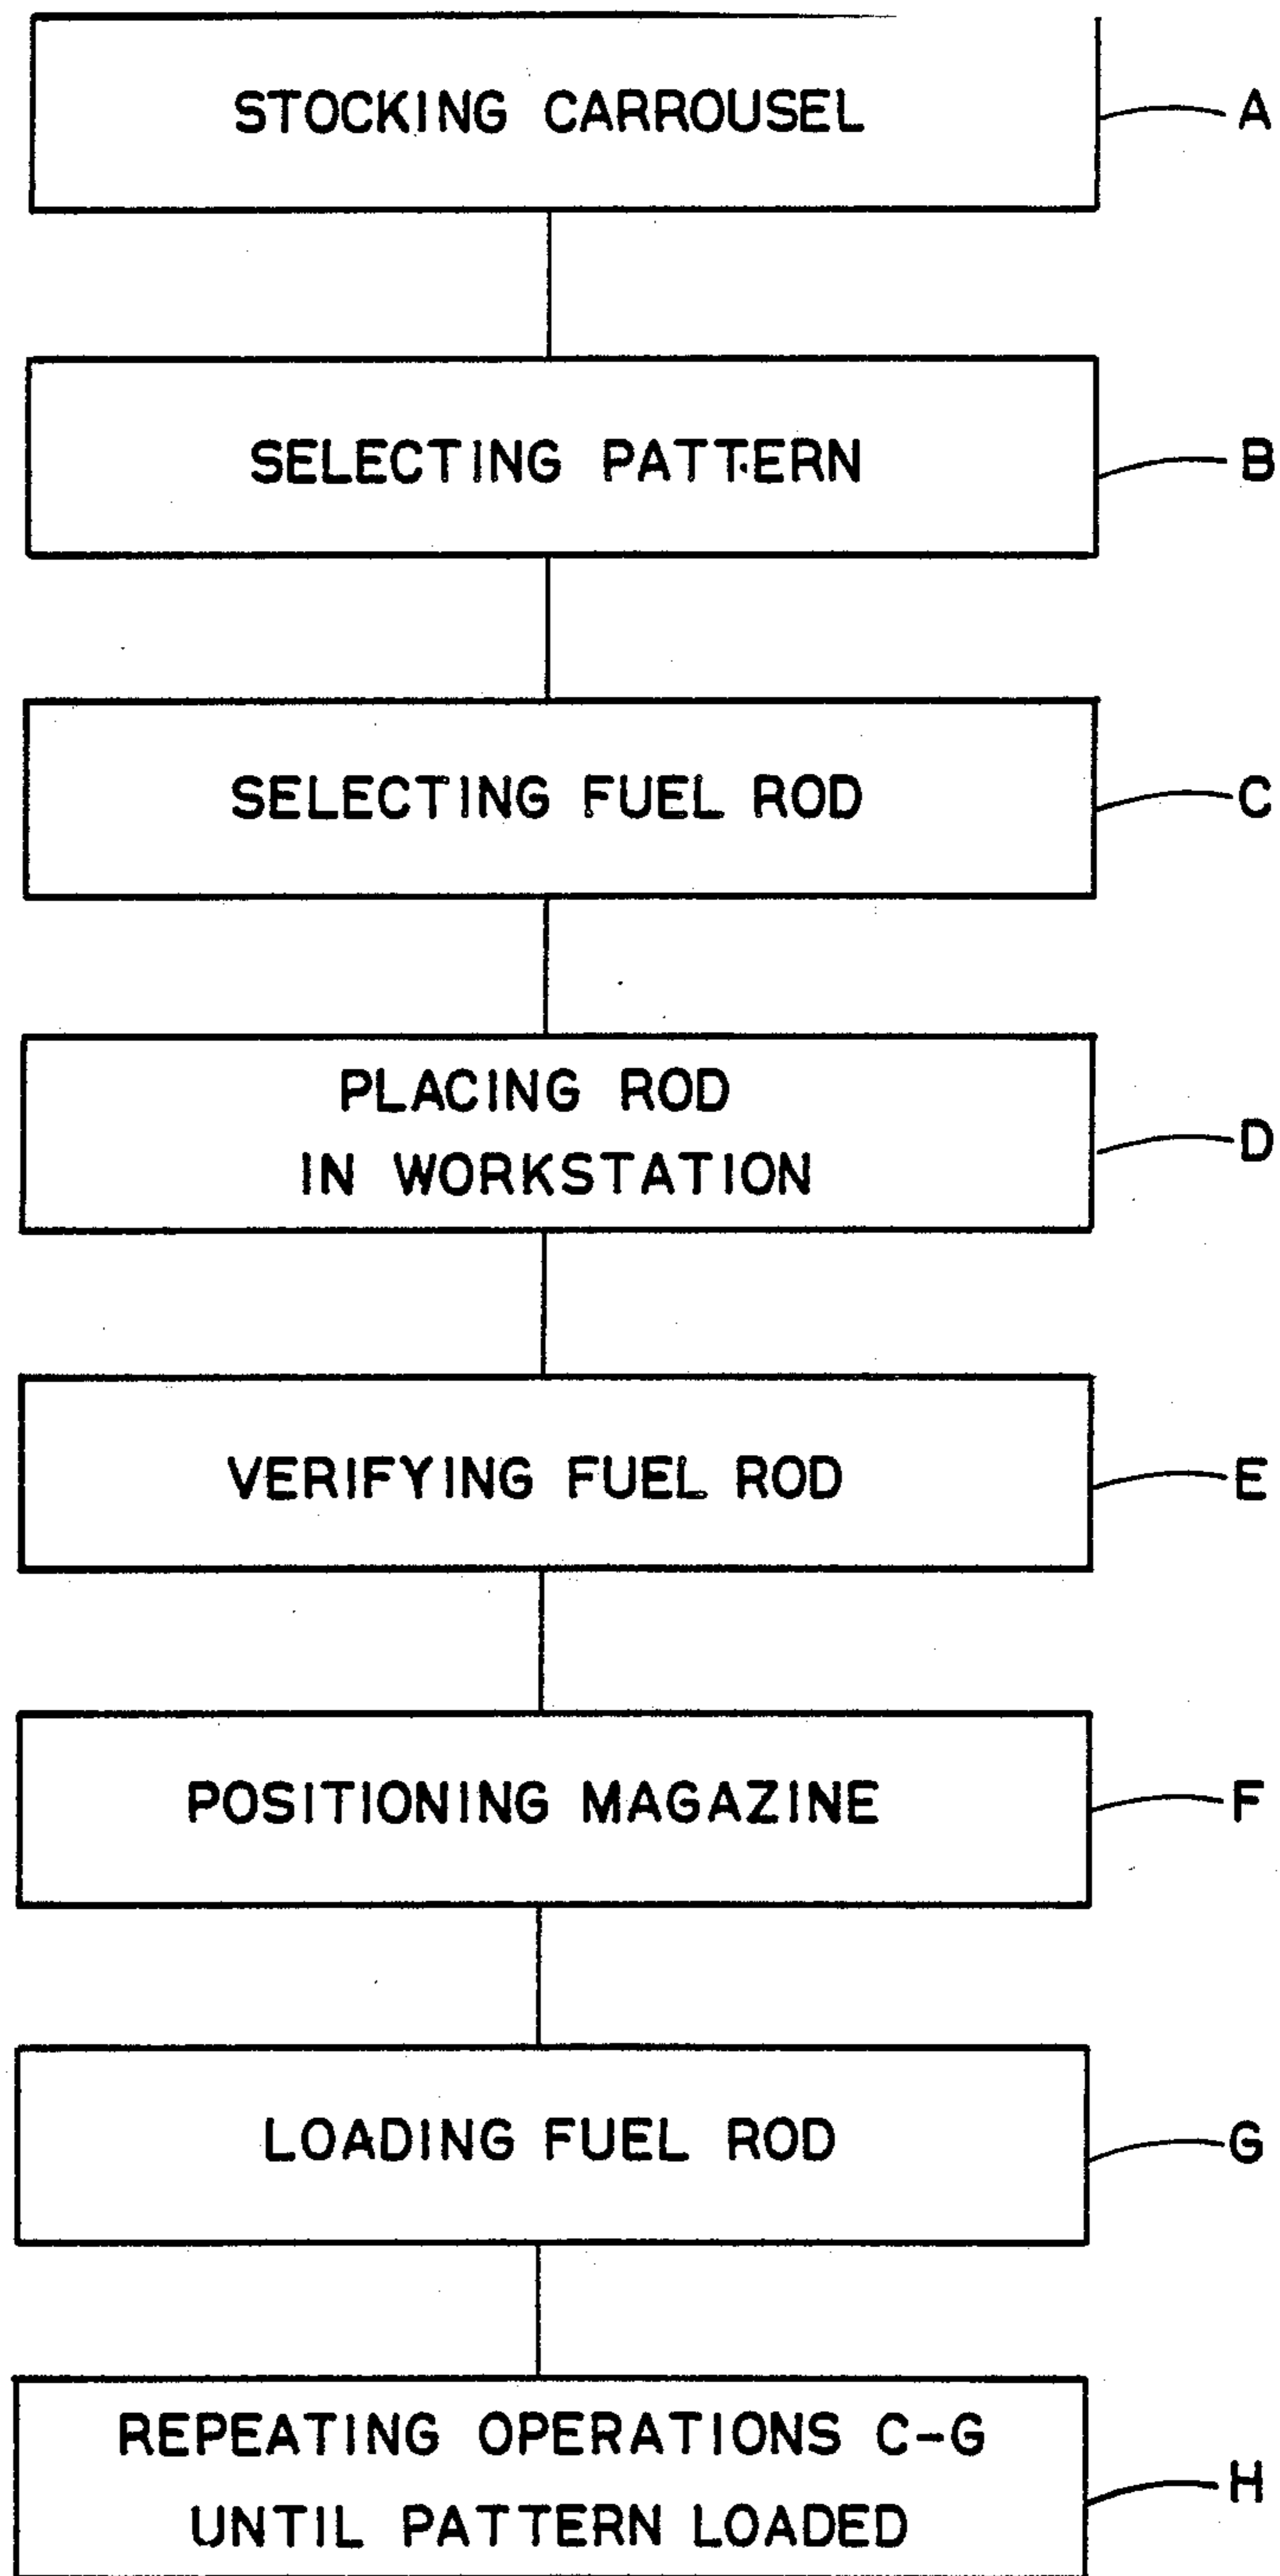 STOCKING CARROUSEL
A
SELECTING PATTERN
B
SELECTING FUEL ROD
C
PLACING ROD
IN WORKSTATION
D
VERIFYING FUEL ROD
E
POSITIONING MAGAZINE
F
LOADING FUEL ROD
G
REPEATING OPERATIONS C-G
UNTIL PATTERN LOADED
H